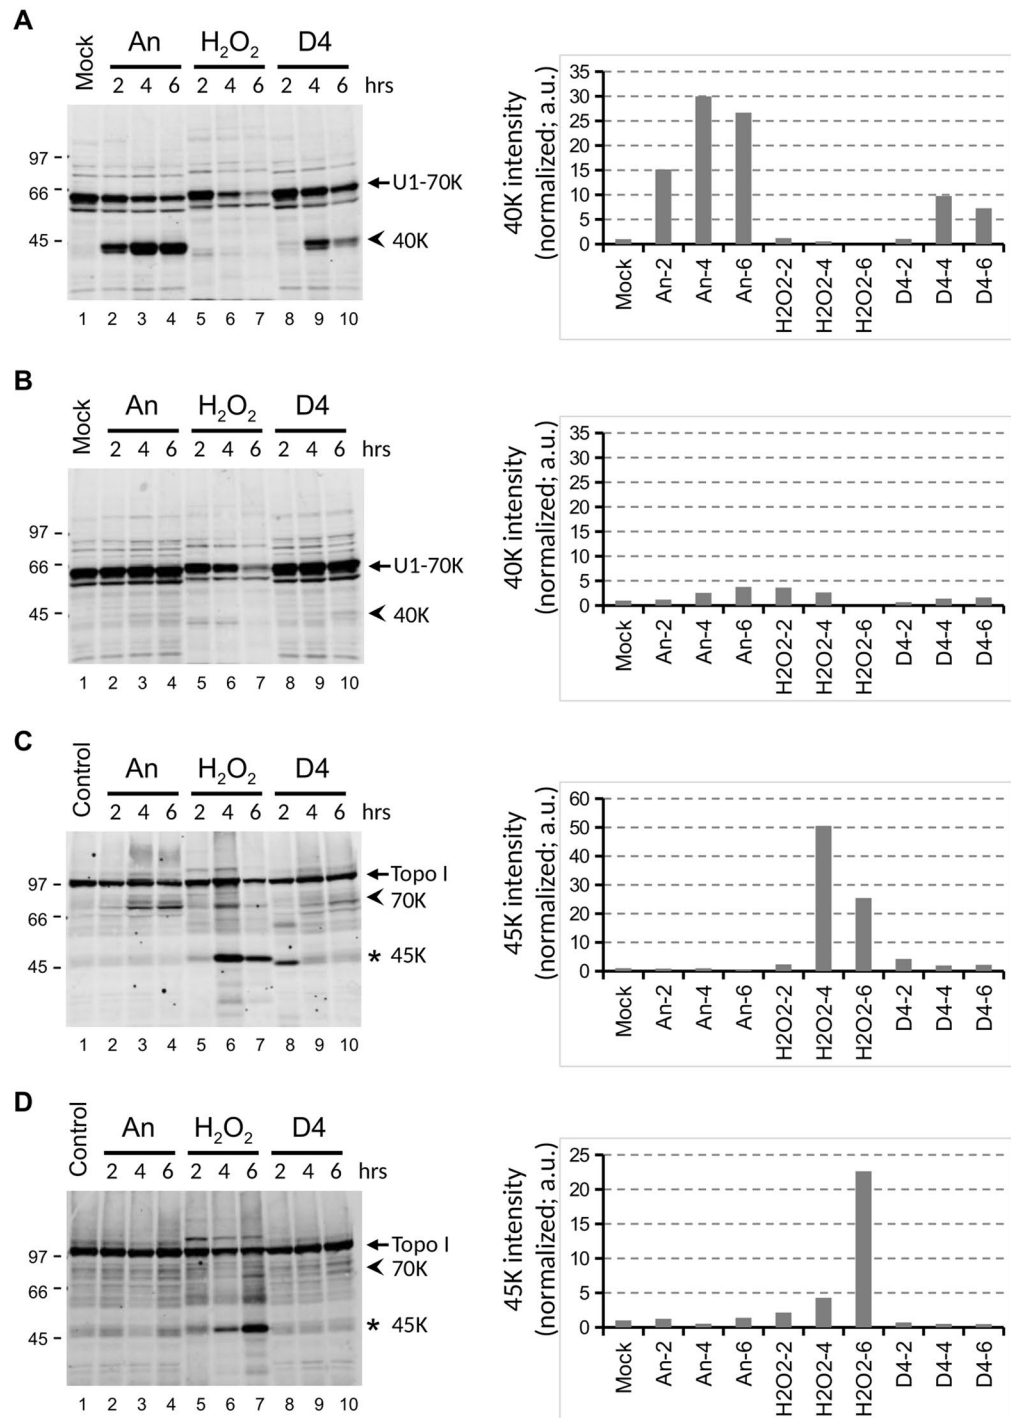 A
Mock
An H₂O₂ D4
2 4 6 2 4 6 2 4 6 hrs
97
66
45
U1-70K
40K
1 2 3 4 5 6 7 8 9 10
40K intensity
(normalized; a.u.)
35
30
25
20
15
10
5
0
Mock An-2 An-4 An-6 H2O2-2 H2O2-4 H2O2-6 D4-2 D4-4 D4-6
B
Mock
An H₂O₂ D4
2 4 6 2 4 6 2 4 6 hrs
97
66
45
U1-70K
40K
1 2 3 4 5 6 7 8 9 10
40K intensity
(normalized; a.u.)
35
30
25
20
15
10
5
0
Mock An-2 An-4 An-6 H2O2-2 H2O2-4 H2O2-6 D4-2 D4-4 D4-6
C
Control
An H₂O₂ D4
2 4 6 2 4 6 2 4 6 hrs
97
66
45
Topo I
70K
* 45K
1 2 3 4 5 6 7 8 9 10
45K intensity
(normalized; a.u.)
60
50
40
30
20
10
0
Mock An-2 An-4 An-6 H2O2-2 H2O2-4 H2O2-6 D4-2 D4-4 D4-6
D
Control
An H₂O₂ D4
2 4 6 2 4 6 2 4 6 hrs
97
66
45
Topo I
70K
* 45K
1 2 3 4 5 6 7 8 9 10
45K intensity
(normalized; a.u.)
25
20
15
10
5
0
Mock An-2 An-4 An-6 H2O2-2 H2O2-4 H2O2-6 D4-2 D4-4 D4-6